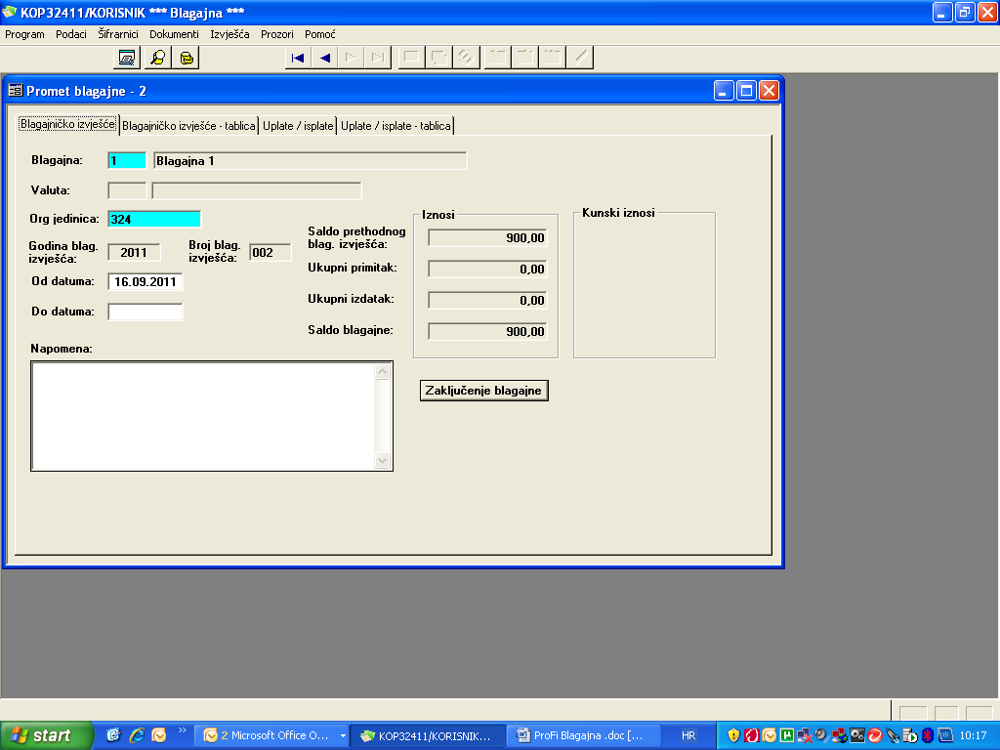 KOP32411/KORISNIK *** Blagajna ***
Program Podaci Šifrarnici Dokumenti Izvješća Prozori Pomoć
Promet blagajne - 2
Blagajničko izvješće Blagajničko izvješće - tablica Uplate / isplate Uplate / isplate - tablica
Blagajna: 1 Blagajna 1
Valuta:
Org jedinica: 324
Godina blag. izvješća: 2011 Broj blag. izvješća: 002
Od datuma: 16.09.2011
Do datuma:
Napomena:
Iznosi
Saldo prethodnog blag. izvješća: 900,00
Ukupni primitak: 0,00
Ukupni izdatak: 0,00
Saldo blagajne: 900,00
Kunski iznosi
Zaključenje blagajne
start 2 Microsoft Office O... KOP32411/KORISNIK... ProFi Blagajna .doc [... HR 10:17